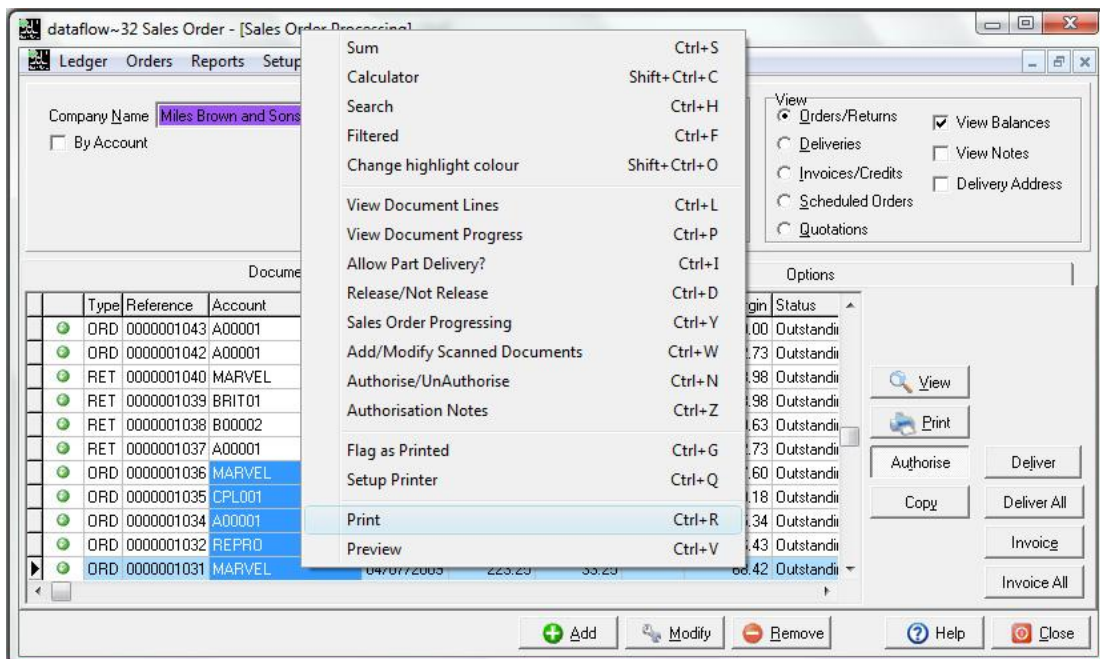 dataflow~32 Sales Order - [Sales Order Processing]
Ledger Orders Reports Setup
Company Name Miles Brown and Sons
By Account
View
Orders/Returns
Deliveries
Invoices/Credits
Scheduled Orders
Quotations
View Balances
View Notes
Delivery Address
Sum Ctrl+S
Calculator Shift+Ctrl+C
Search Ctrl+H
Filtered Ctrl+F
Change highlight colour Shift+Ctrl+O
View Document Lines Ctrl+L
View Document Progress Ctrl+P
Allow Part Delivery? Ctrl+I
Release/Not Release Ctrl+D
Sales Order Progressing Ctrl+Y
Add/Modify Scanned Documents Ctrl+W
Authorise/UnAuthorise Ctrl+N
Authorisation Notes Ctrl+Z
Flag as Printed Ctrl+G
Setup Printer Ctrl+Q
Print Ctrl+R
Preview Ctrl+V
Docume Options
Type Reference Account gin Status
ORD 0000001043 A00001 .00 Outstandi
ORD 0000001042 A00001 .73 Outstandi
RET 0000001040 MARVEL .98 Outstandi
RET 0000001039 BRIT01 .98 Outstandi
RET 0000001038 B00002 .63 Outstandi
RET 0000001037 A00001 .73 Outstandi
ORD 0000001036 MARVEL .60 Outstandi
ORD 0000001035 CPL001 .18 Outstandi
ORD 0000001034 A00001 .34 Outstandi
ORD 0000001032 REPRO .43 Outstandi
ORD 0000001031 MARVEL 223.25 33.25 68.42 Outstandi
View
Print
Authorise Deliver
Copy Deliver All
Invoice
Invoice All
Add Modify Remove Help Close